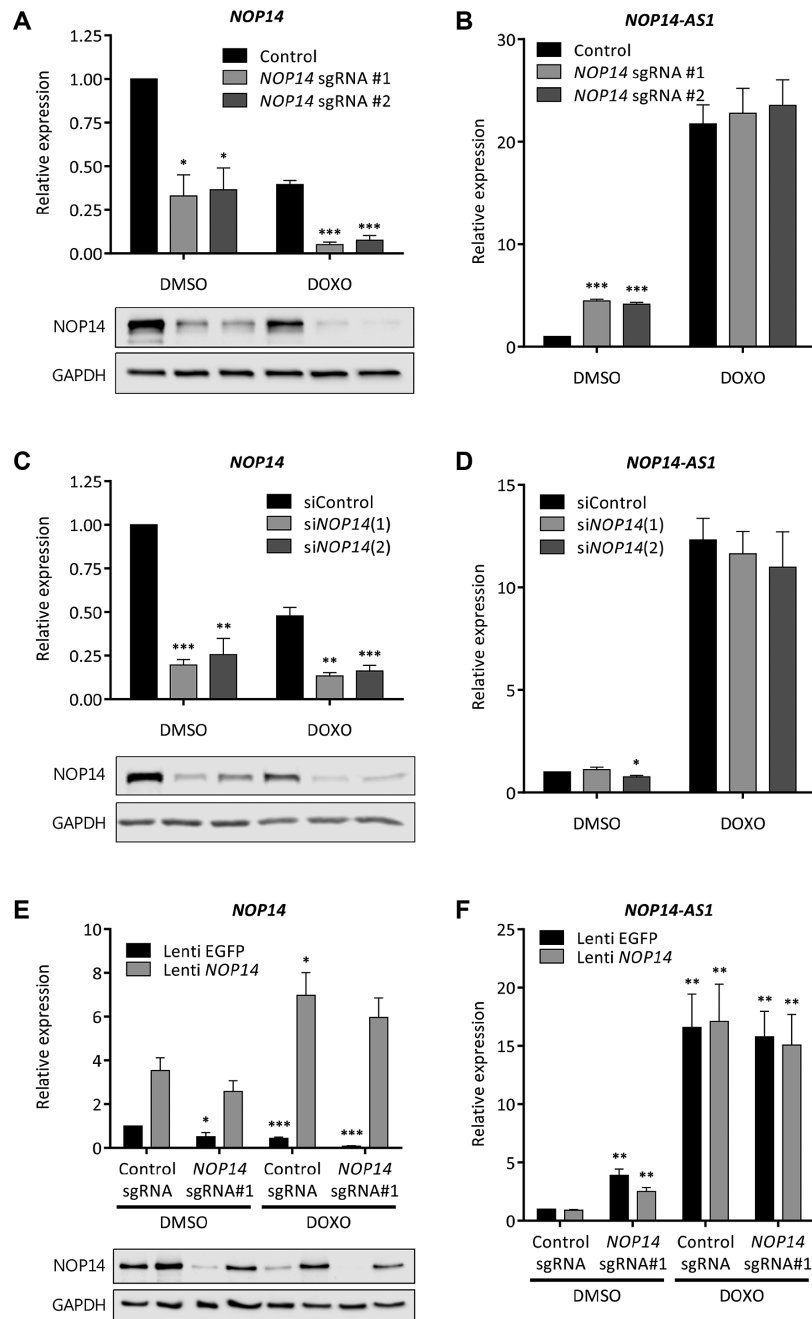 A
NOP14
Relative expression
1.25
1.00
0.75
0.50
0.25
0.00
Control
NOP14 sgRNA #1
NOP14 sgRNA #2
* * *** ***
DMSO DOXO
NOP14
GAPDH
B
NOP14-AS1
Relative expression
30
20
10
0
Control
NOP14 sgRNA #1
NOP14 sgRNA #2
*** ***
DMSO DOXO
C
NOP14
Relative expression
1.25
1.00
0.75
0.50
0.25
0.00
siControl
siNOP14(1)
siNOP14(2)
*** ** ** ***
DMSO DOXO
NOP14
GAPDH
D
NOP14-AS1
Relative expression
15
10
5
0
siControl
siNOP14(1)
siNOP14(2)
*
DMSO DOXO
E
NOP14
Relative expression
10
8
6
4
2
0
Lenti EGFP
Lenti NOP14
* *** * ***
Control NOP14 Control NOP14
sgRNA sgRNA#1 sgRNA sgRNA#1
DMSO DOXO
NOP14
GAPDH
F
NOP14-AS1
Relative expression
25
20
15
10
5
0
Lenti EGFP
Lenti NOP14
** ** ** ** ** **
Control NOP14 Control NOP14
sgRNA sgRNA#1 sgRNA sgRNA#1
DMSO DOXO